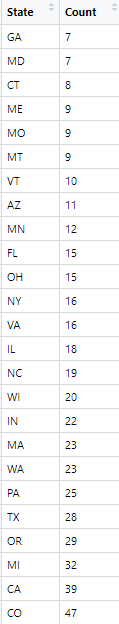 State Count
GA 7
MD 7
CT 8
ME 9
MO 9
MT 9
VT 10
AZ 11
MN 12
FL 15
OH 15
NY 16
VA 16
IL 18
NC 19
WI 20
IN 22
MA 23
WA 23
PA 25
TX 28
OR 29
MI 32
CA 39
CO 47